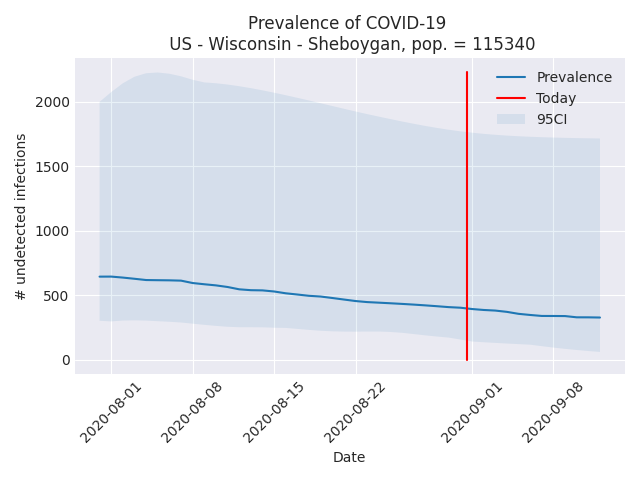 Prevalence of COVID-19
US - Wisconsin - Sheboygan, pop. = 115340
Prevalence
Today
95CI
2000
1500
1000
500
0
# undetected infections
2020-08-01
2020-08-08
2020-08-15
2020-08-22
2020-09-01
2020-09-08
Date